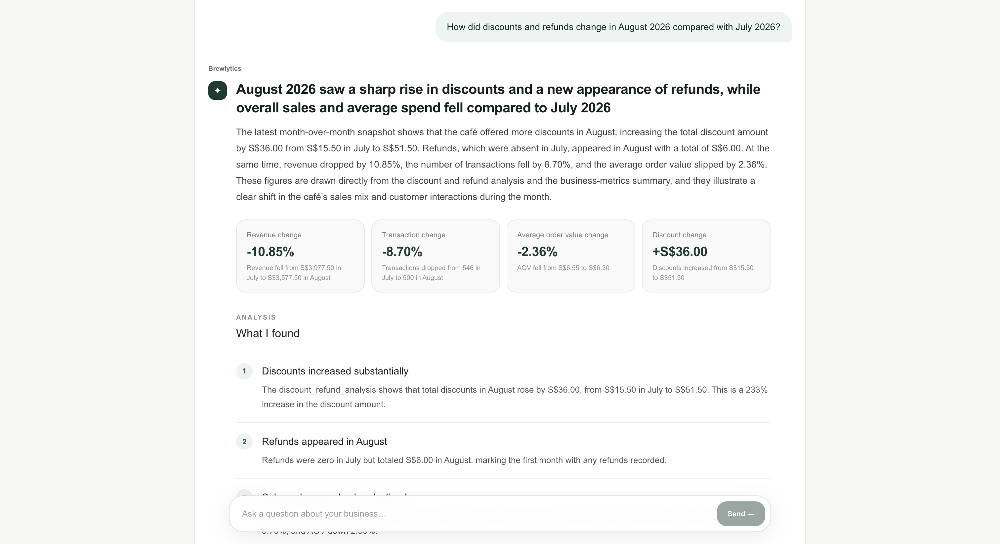 How did discounts and refunds change in August 2026 compared with July 2026?
Brewlytics
August 2026 saw a sharp rise in discounts and a new appearance of refunds, while
overall sales and average spend fell compared to July 2026
The latest month-over-month snapshot shows that the café offered more discounts in August, increasing the total discount amount
by S$36.00 from S$15.50 in July to S$51.50. Refunds, which were absent in July, appeared in August with a total of S$6.00. At the
same time, revenue dropped by 10.85%, the number of transactions fell by 8.70%, and the average order value slipped by 2.36%.
These figures are drawn directly from the discount and refund analysis and the business-metrics summary, and they illustrate a
clear shift in the café’s sales mix and customer interactions during the month.
Revenue change
-10.85%
Revenue fell from S$3,977.50 in
July to S$3,577.50 in August
Transaction change
-8.70%
Transactions dropped from 546 in
July to 500 in August
Average order value change
-2.36%
AOV fell from S$6.55 to S$6.30
Discount change
+S$36.00
Discounts increased from S$15.50
to S$51.50
ANALYSIS
What I found
1
Discounts increased substantially
The discount_refund_analysis shows that total discounts in August rose by S$36.00, from S$15.50 in July to S$51.50. This is a 233%
increase in the discount amount.
2
Refunds appeared in August
Refunds were zero in July but totaled S$6.00 in August, marking the first month with any refunds recorded.
Ask a question about your business…
Send →